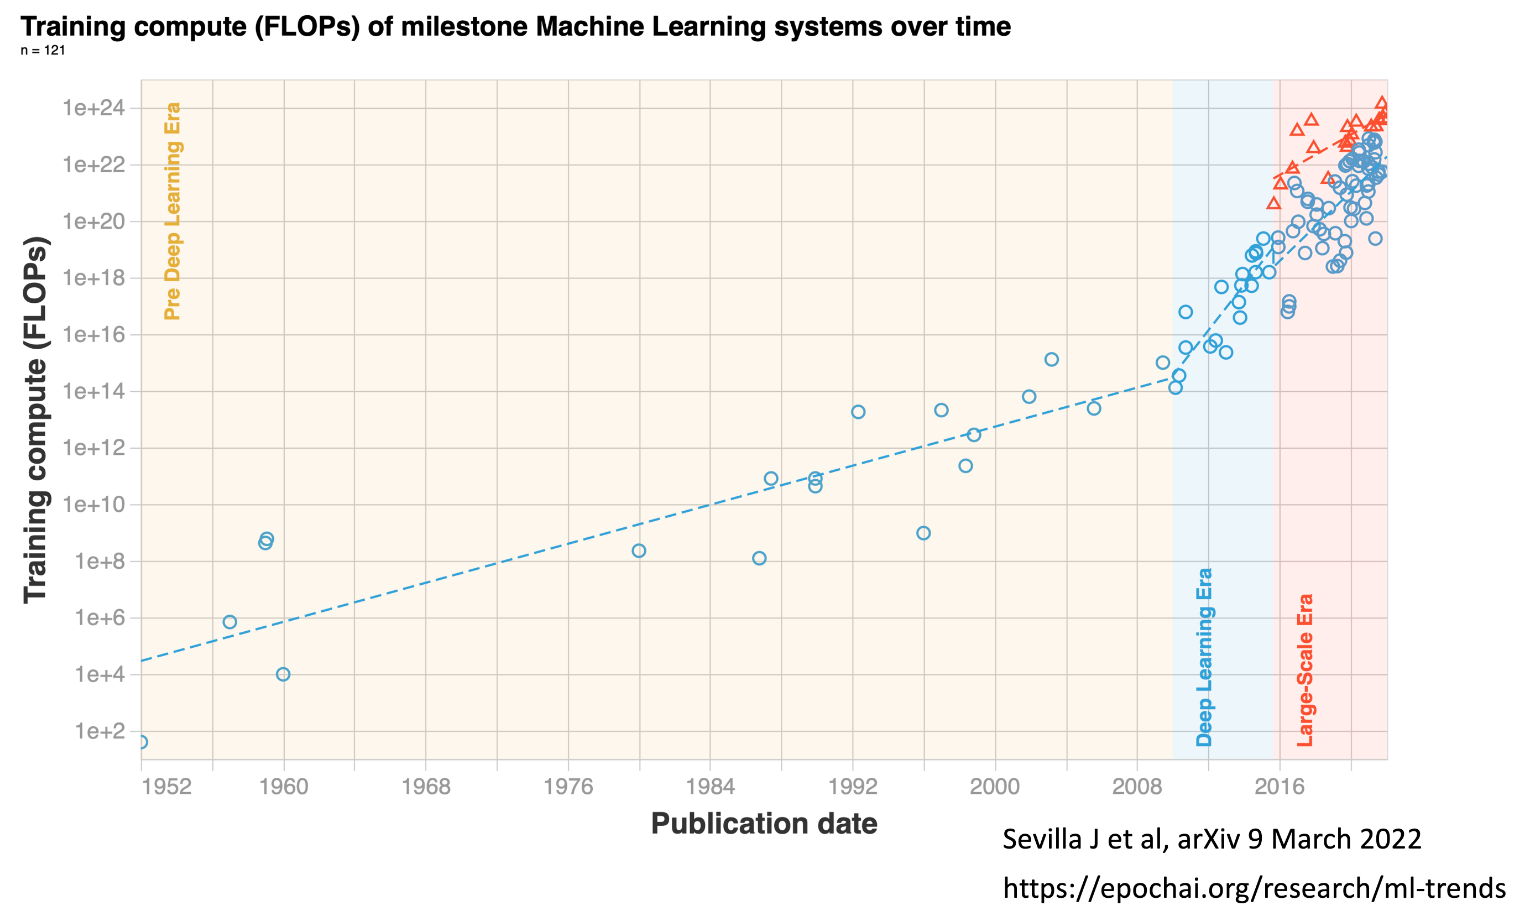 Training compute (FLOPs) of milestone Machine Learning systems over time
n = 121
Training compute (FLOPs)
1e+24
1e+22
1e+20
1e+18
1e+16
1e+14
1e+12
1e+10
1e+8
1e+6
1e+4
1e+2
Pre Deep Learning Era
Deep Learning Era
Large-Scale Era
1952 1960 1968 1976 1984 1992 2000 2008 2016
Publication date
Sevilla J et al, arXiv 9 March 2022
https://epochai.org/research/ml-trends